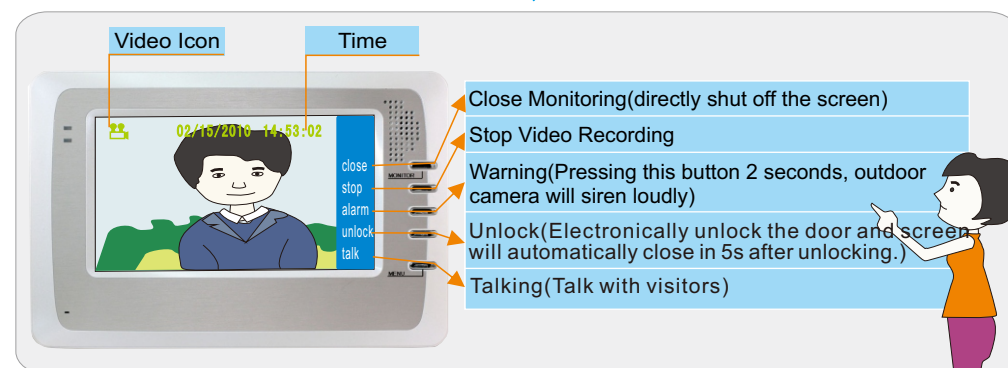 Video Icon
Time
02/15/2010 14:53:02
close
stop
alarm
unlock
talk
MONITOR
MENU
Close Monitoring(directly shut off the screen)
Stop Video Recording
Warning(Pressing this button 2 seconds, outdoor
camera will siren loudly)
Unlock(Electronically unlock the door and screen
will automatically close in 5s after unlocking.)
Talking(Talk with visitors)